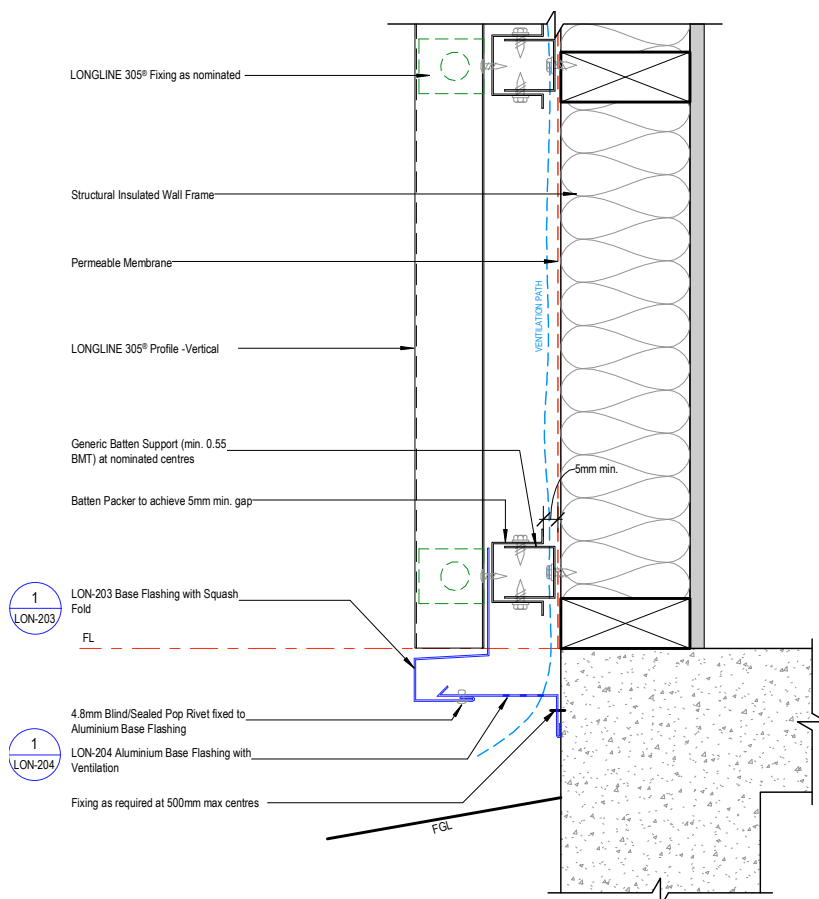 LONGLINE 305® Fixing as nominated
Structural Insulated Wall Frame
Permeable Membrane
VENTILATION PATH
LONGLINE 305® Profile -Vertical
Generic Batten Support (min. 0.55
BMT) at nominated centres
5mm min.
Batten Packer to achieve 5mm min. gap
1
LON-203
LON-203 Base Flashing with Squash
Fold
FL
4.8mm Blind/Sealed Pop Rivet fixed to
Aluminium Base Flashing
1
LON-204
LON-204 Aluminium Base Flashing with
Ventilation
Fixing as required at 500mm max centres
FGL